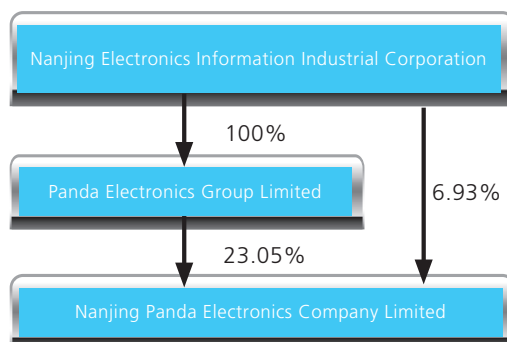 Nanjing Electronics Information Industrial Corporation
100%
Panda Electronics Group Limited
6.93%
23.05%
Nanjing Panda Electronics Company Limited